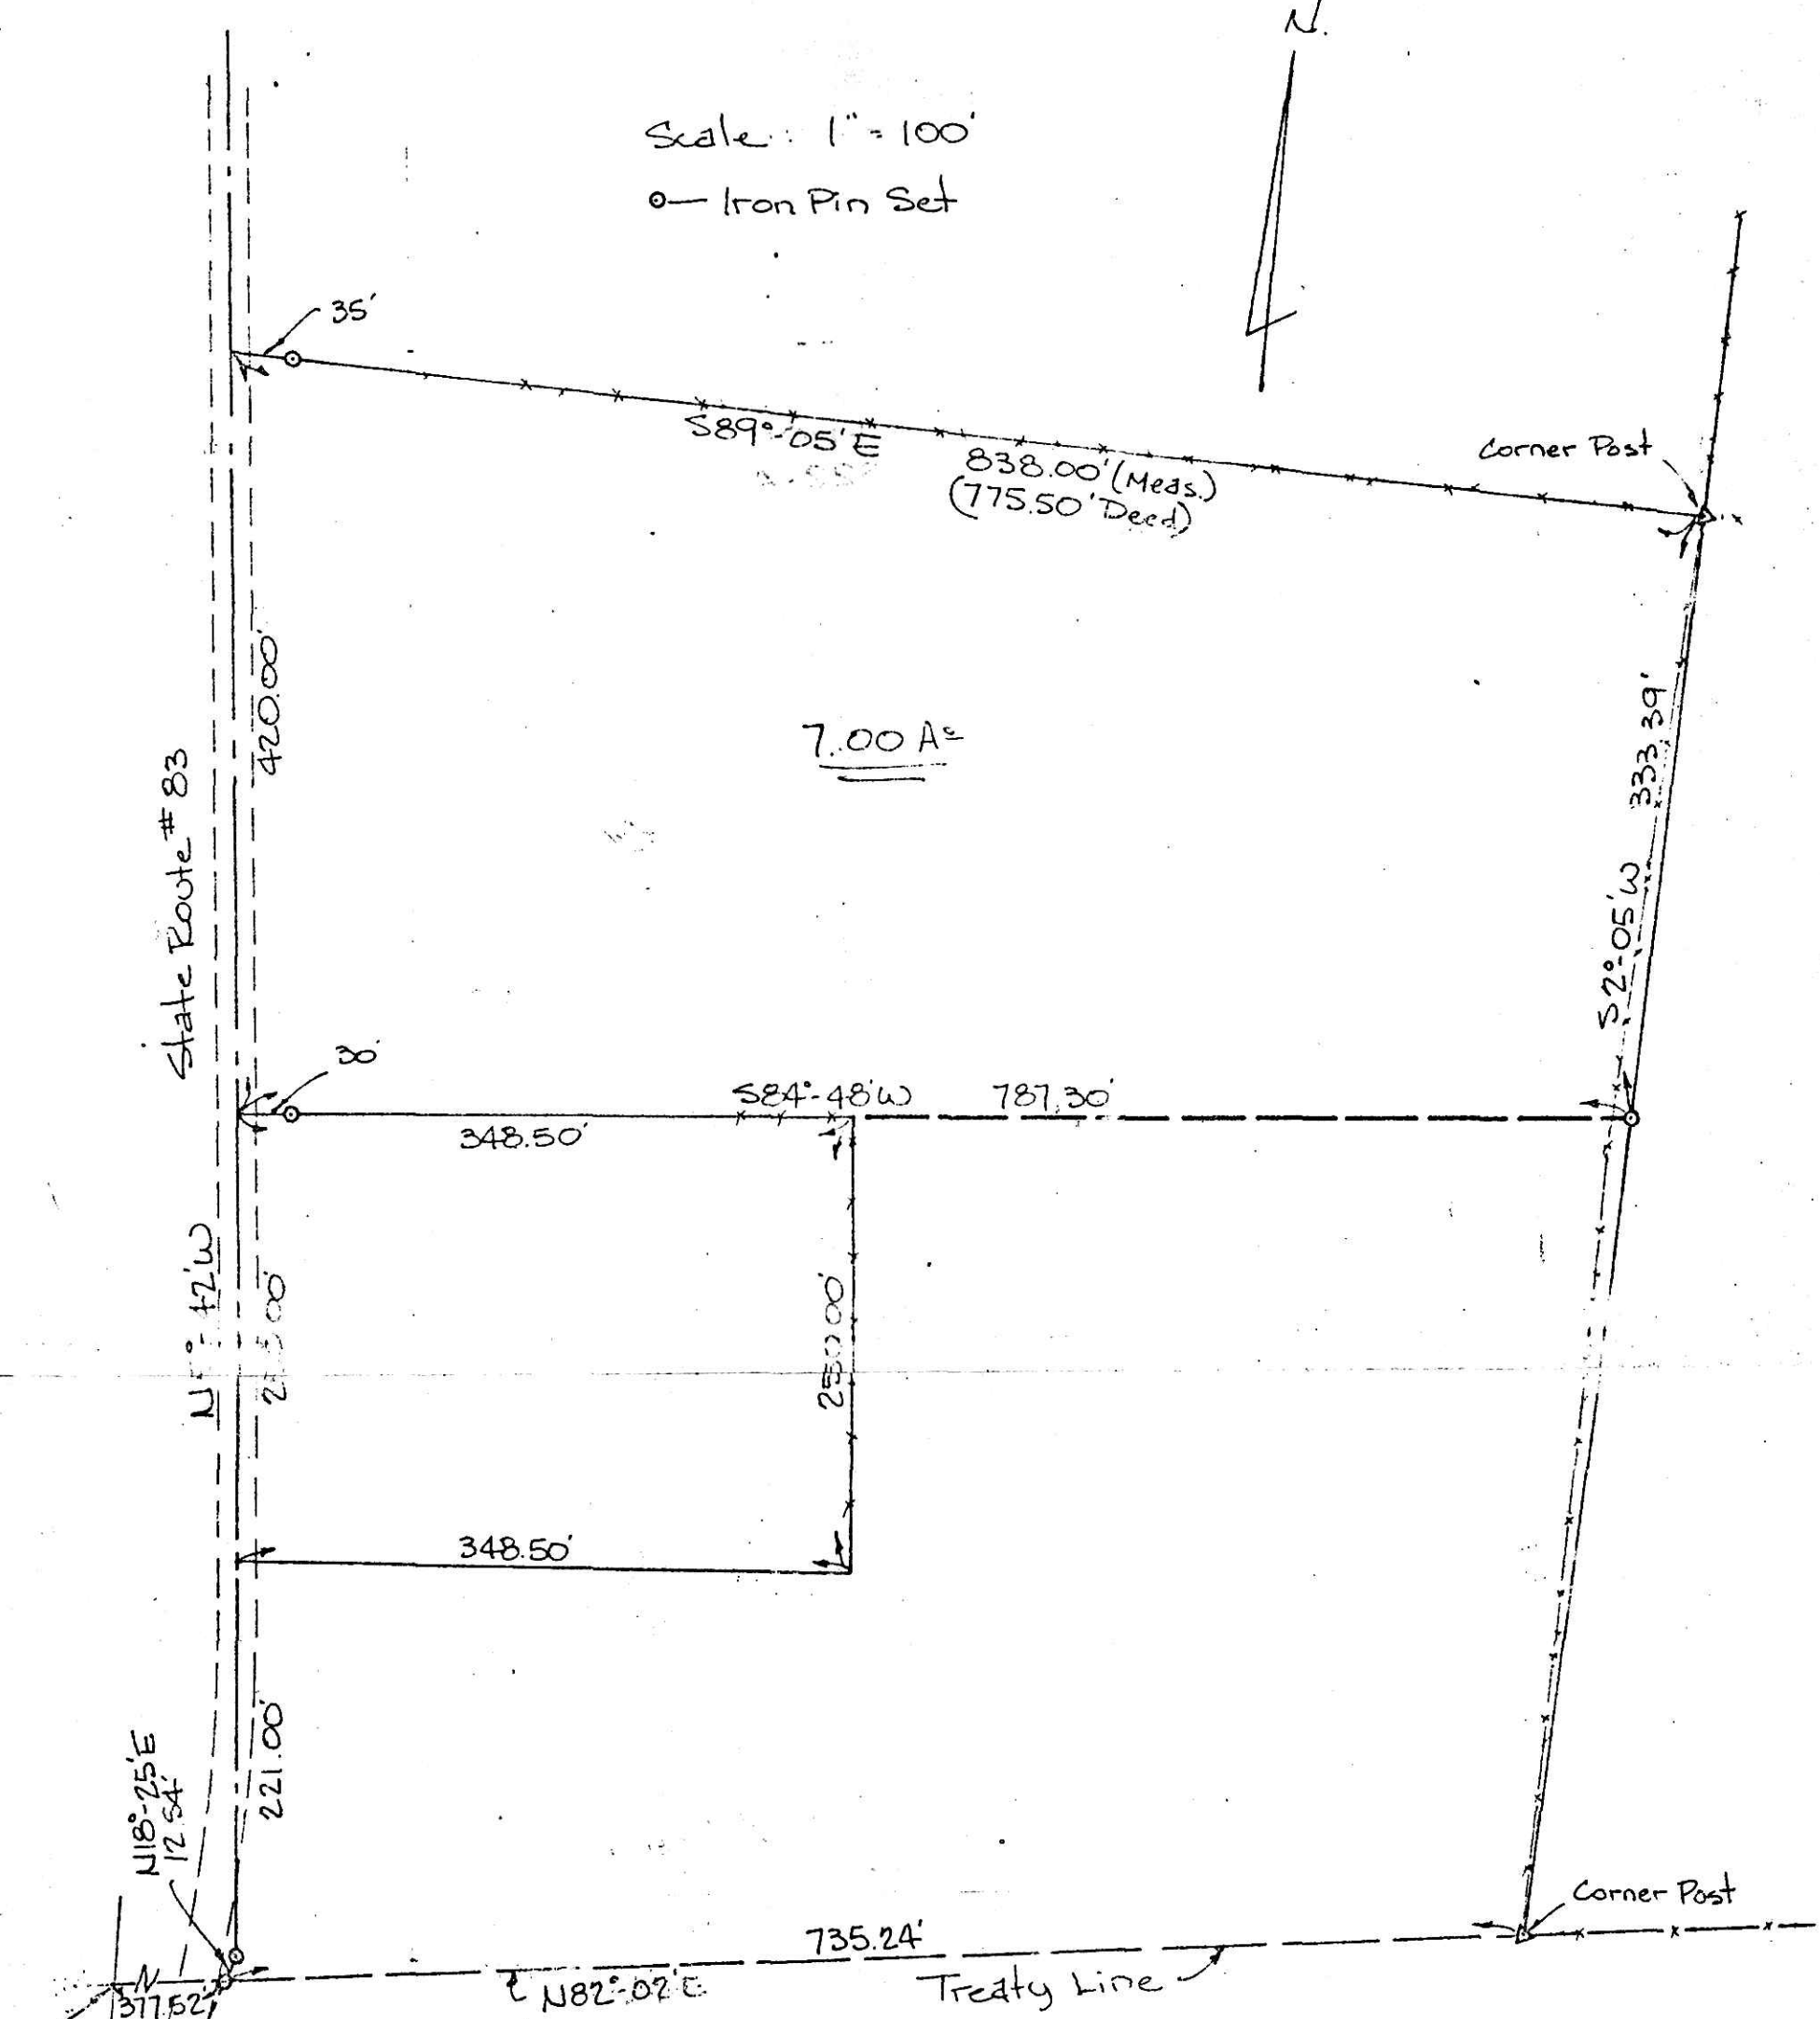 N.
Scale: 1" = 100'
Iron Pin Set
35'
S89°-05'E
838.00' (Meas.)
(775.50' Deed)
Corner Post
420.00'
7.00 Ac
333.39'
S2°-05'W
State Route # 83
30'
S84°-48'W
787.30'
348.50'
250.00'
348.50'
221.00'
N18°-25'E
12.54'
Corner Post
735.24'
N82°-02'E
Treaty Line
377.52'